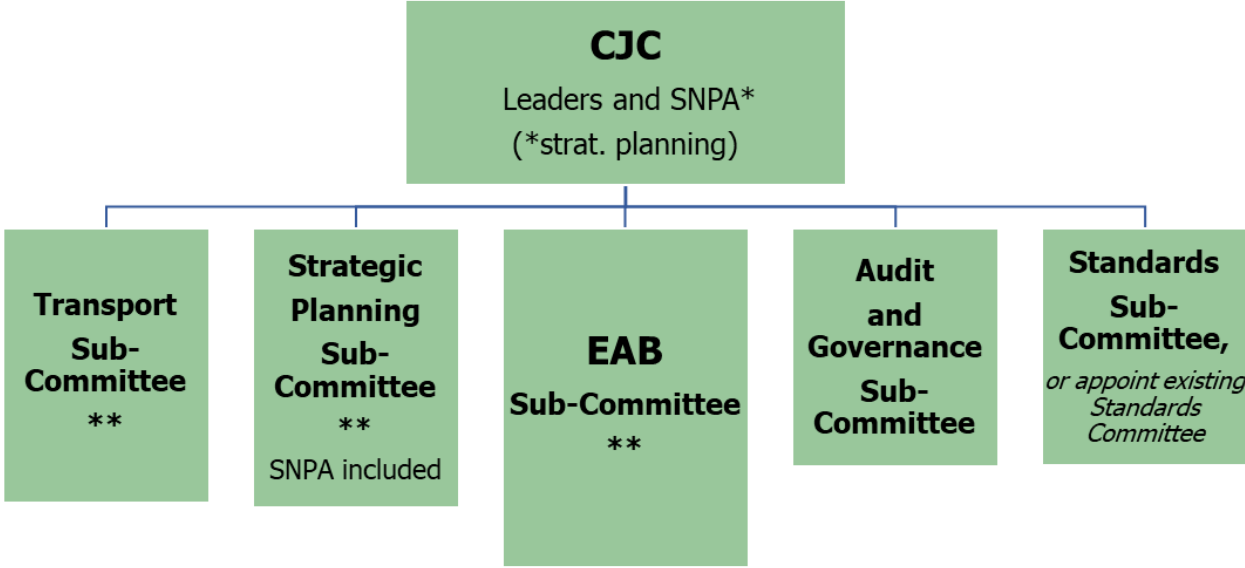 CJC
Leaders and SNPA*
(*strat. planning)
Transport
Sub-
Committee
**
Strategic
Planning
Sub-
Committee
**
SNPA included
EAB
Sub-Committee
**
Audit
and
Governance
Sub-
Committee
Standards
Sub-
Committee,
or appoint existing
Standards
Committee